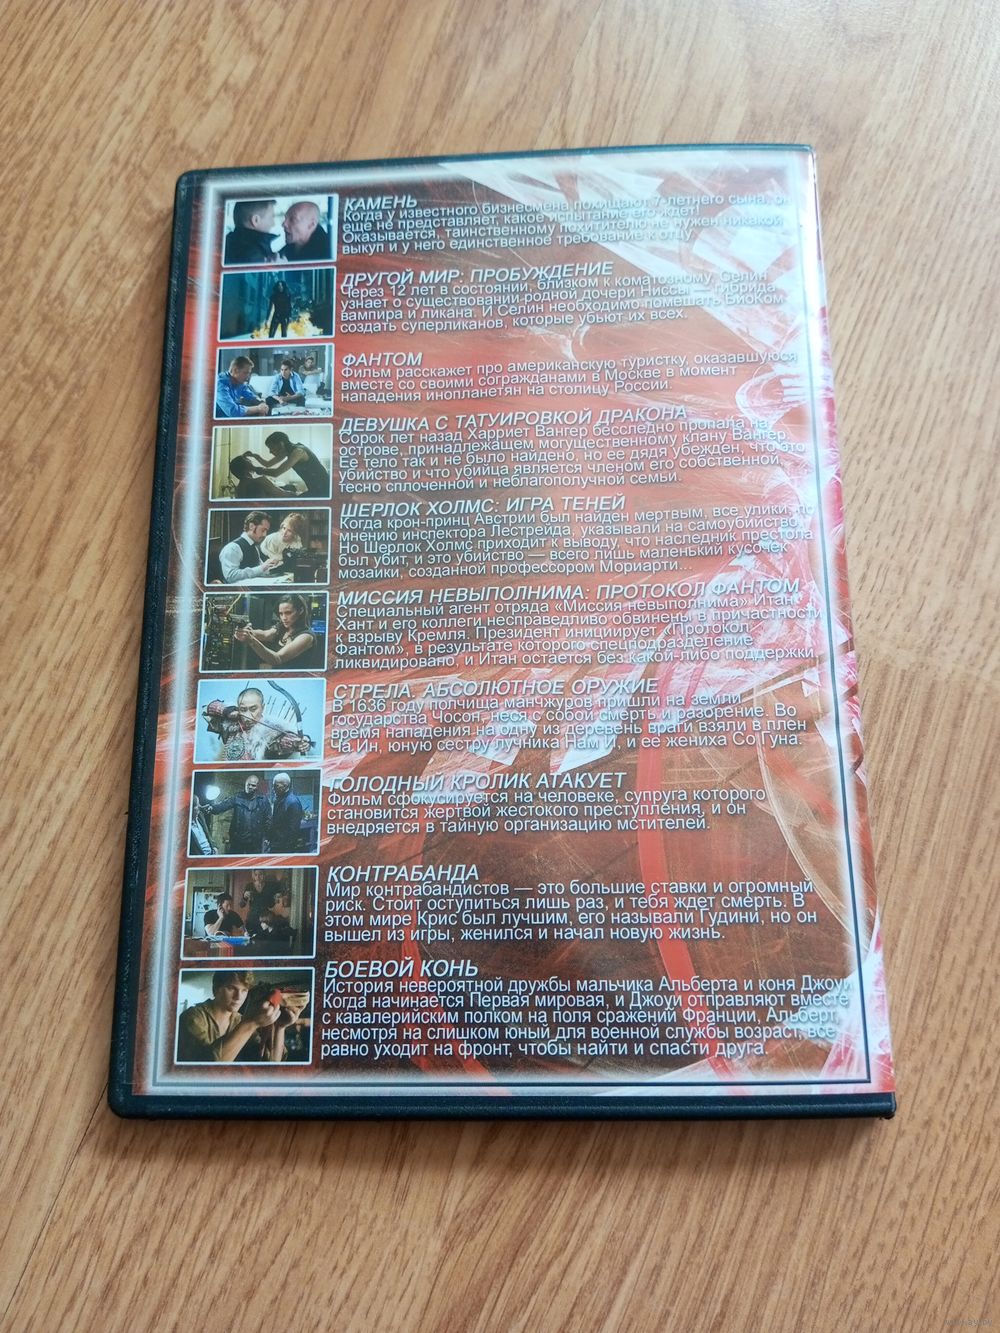 КАМЕНЬ
Когда у известного бизнесмена похищают 7-летнего сына, он
еще не представляет, какое испытание его ждет!
Оказывается, таинственному похитителю не нужен никакой
выкуп и у него единственное требование к отцу.
ДРУГОЙ МИР: ПРОБУЖДЕНИЕ
Через 12 лет в состоянии, близком к коматозному, Селин
узнает о существовании родной дочери Ниссы — гибрида
вампира и ликана. И Селин необходимо помешать БиоКом
создать суперликанов, которые убьют их всех.
ФАНТОМ
Фильм расскажет про американскую туристку, оказавшуюся
вместе со своими согражданами в Москве в момент
нападения инопланетян на столицу России.
ДЕВУШКА С ТАТУИРОВКОЙ ДРАКОНА
Сорок лет назад Харриет Вангер бесследно пропала на
острове, принадлежащем могущественному клану Вангер.
Ее тело так и не было найдено, но ее дядя убежден, что это
убийство и что убийца является членом его собственной,
тесно сплоченной и неблагополучной семьи.
ШЕРЛОК ХОЛМС: ИГРА ТЕНЕЙ
Когда крон-принц Австрии был найден мертвым, все улики, по
мнению инспектора Лестрейда, указывали на самоубийство.
Но Шерлок Холмс приходит к выводу, что наследник престола
был убит, и это убийство — всего лишь маленький кусочек
мозаики, созданной профессором Мориарти...
МИССИЯ НЕВЫПОЛНИМА: ПРОТОКОЛ ФАНТОМ
Специальный агент отряда «Миссия невыполнима» Итан
Хант и его коллеги несправедливо обвинены в причастности
к взрыву Кремля. Президент инициирует «Протокол
Фантом», в результате которого спецподразделение
ликвидировано, и Итан остается без какой-либо поддержки.
СТРЕЛА. АБСОЛЮТНОЕ ОРУЖИЕ
В 1636 году полчища манчжуров пришли на земли
государства Чосон, неся с собой смерть и разорение. Во
время нападения на одну из деревень враги взяли в плен
Ча Ин, юную сестру лучника Нам И, и ее жениха Со Гуна.
ГОЛОДНЫЙ КРОЛИК АТАКУЕТ
Фильм сфокусируется на человеке, супруга которого
становится жертвой жестокого преступления, и он
внедряется в тайную организацию мстителей.
КОНТРАБАНДА
Мир контрабандистов — это большие ставки и огромный
риск. Стоит оступиться лишь раз, и тебя ждет смерть. В
этом мире Крис был лучшим, его называли Гудини, но он
вышел из игры, женился и начал новую жизнь.
БОЕВОЙ КОНЬ
История невероятной дружбы мальчика Альберта и коня Джоуи.
Когда начинается Первая мировая, и Джоуи отправляют вместе
с кавалерийским полком на поля сражений Франции, Альберт,
несмотря на слишком юный для военной службы возраст, все
равно уходит на фронт, чтобы найти и спасти друга.